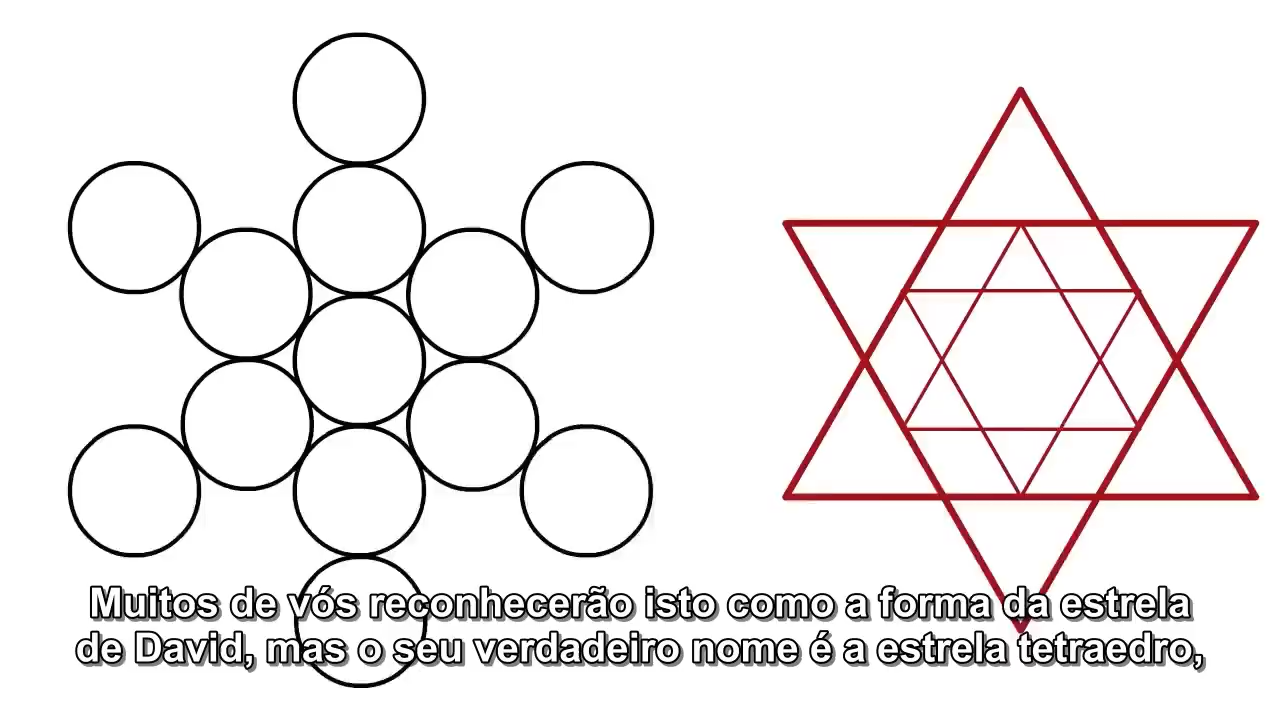 Muitos de vós reconhecerão isto como a forma da estrela
de David, mas o seu verdadeiro nome é a estrela tetraedro,